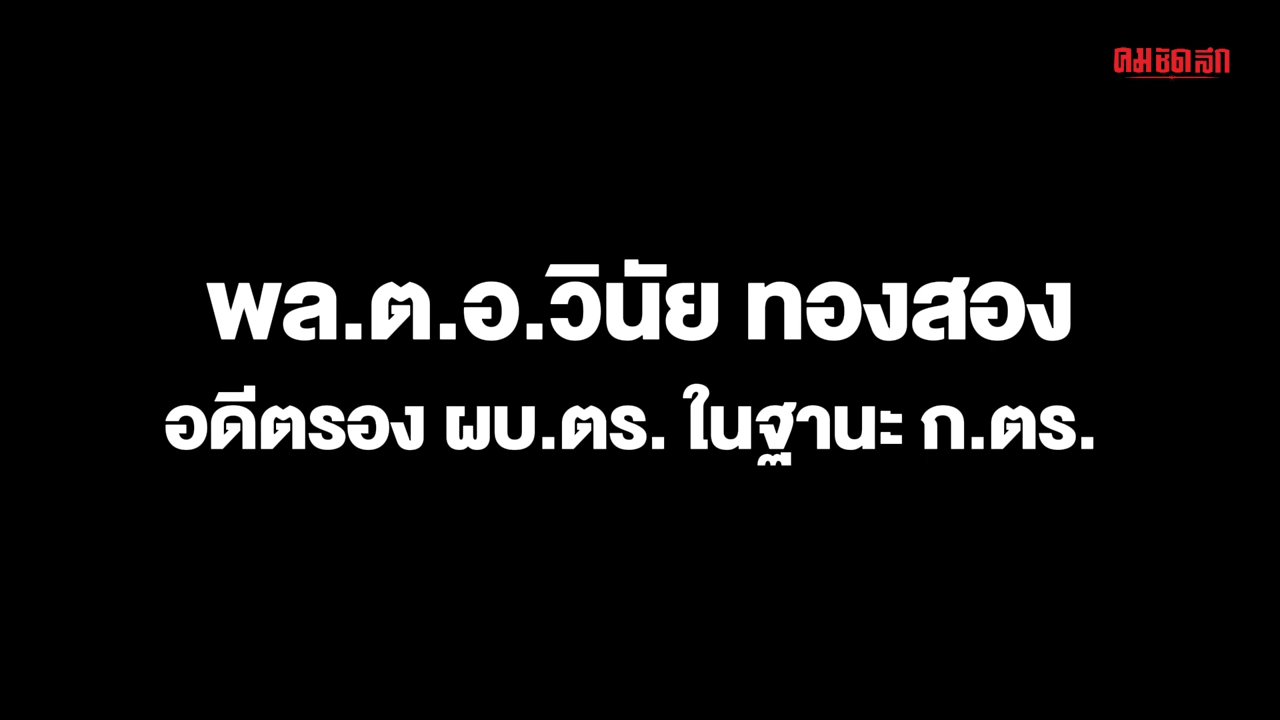 คมชัดลึก
พล.ต.อ.วินัย ทองสอง
อดีตรอง ผบ.ตร. ในฐานะ ก.ตร.